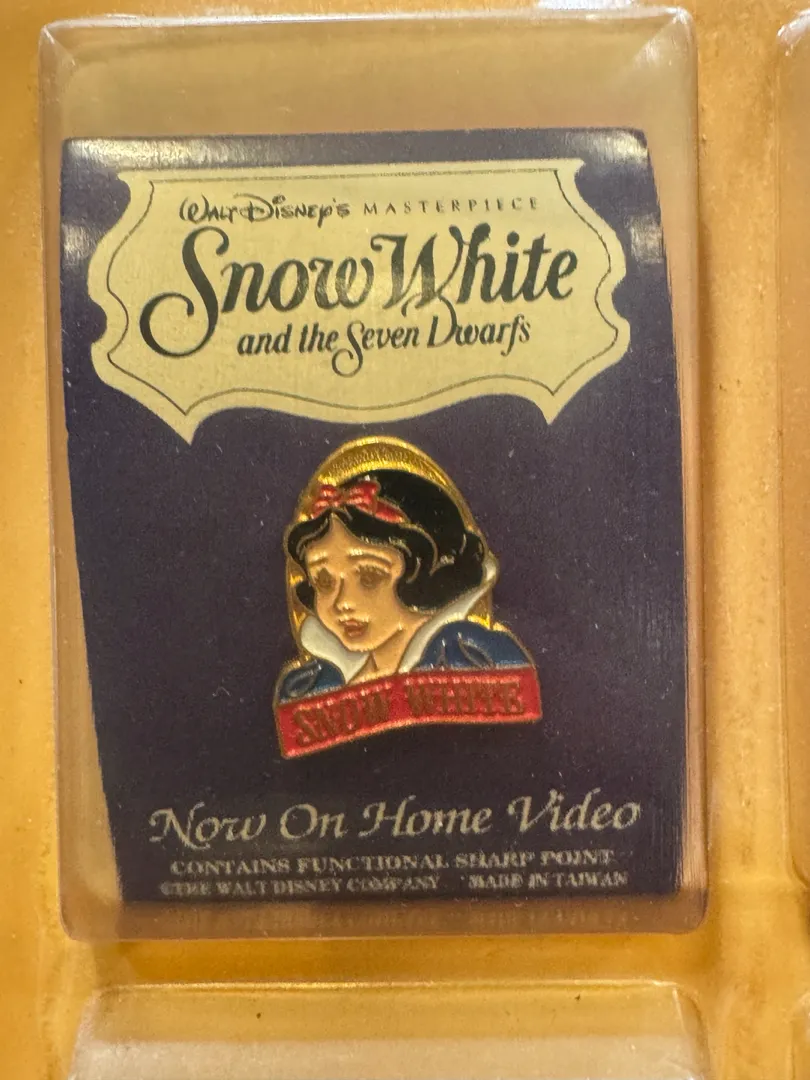 WALT DISNEY'S MASTERPIECE
Snow White
and the Seven Dwarfs
SNOW WHITE
Now On Home Video
CONTAINS FUNCTIONAL SHARP POINT
©THE WALT DISNEY COMPANY MADE IN TAIWAN